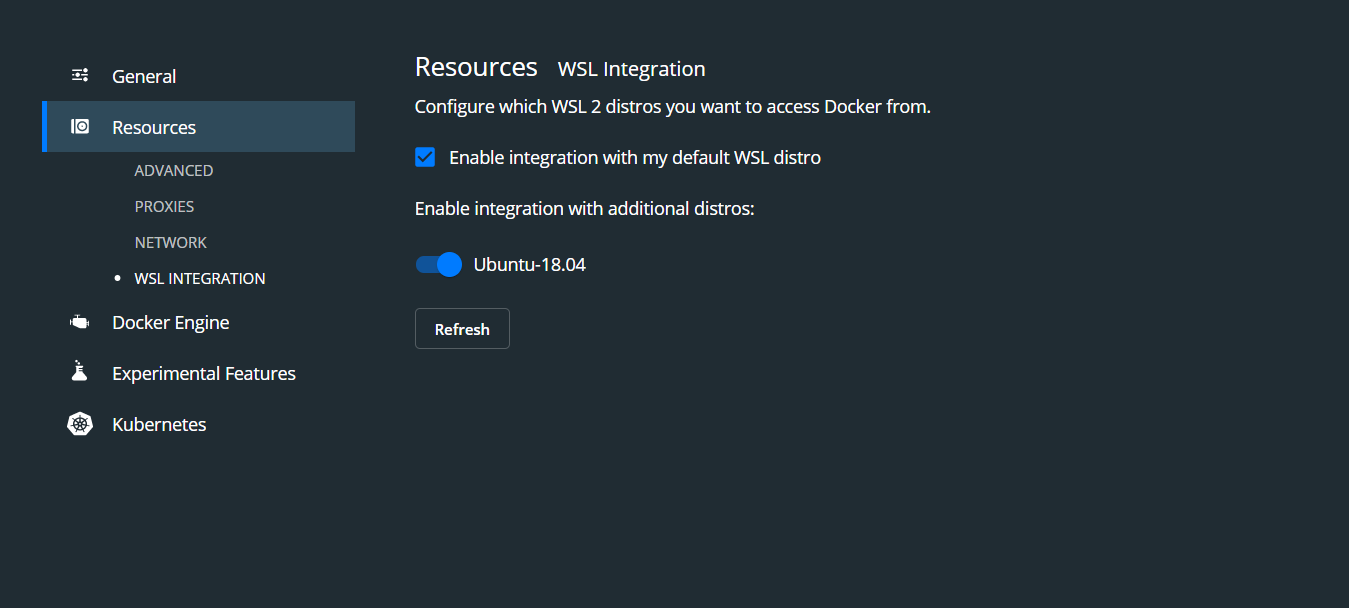 General
Resources
ADVANCED
PROXIES
NETWORK
WSL INTEGRATION
Docker Engine
Experimental Features
Kubernetes
Resources WSL Integration
Configure which WSL 2 distros you want to access Docker from.
Enable integration with my default WSL distro
Enable integration with additional distros:
Ubuntu-18.04
Refresh